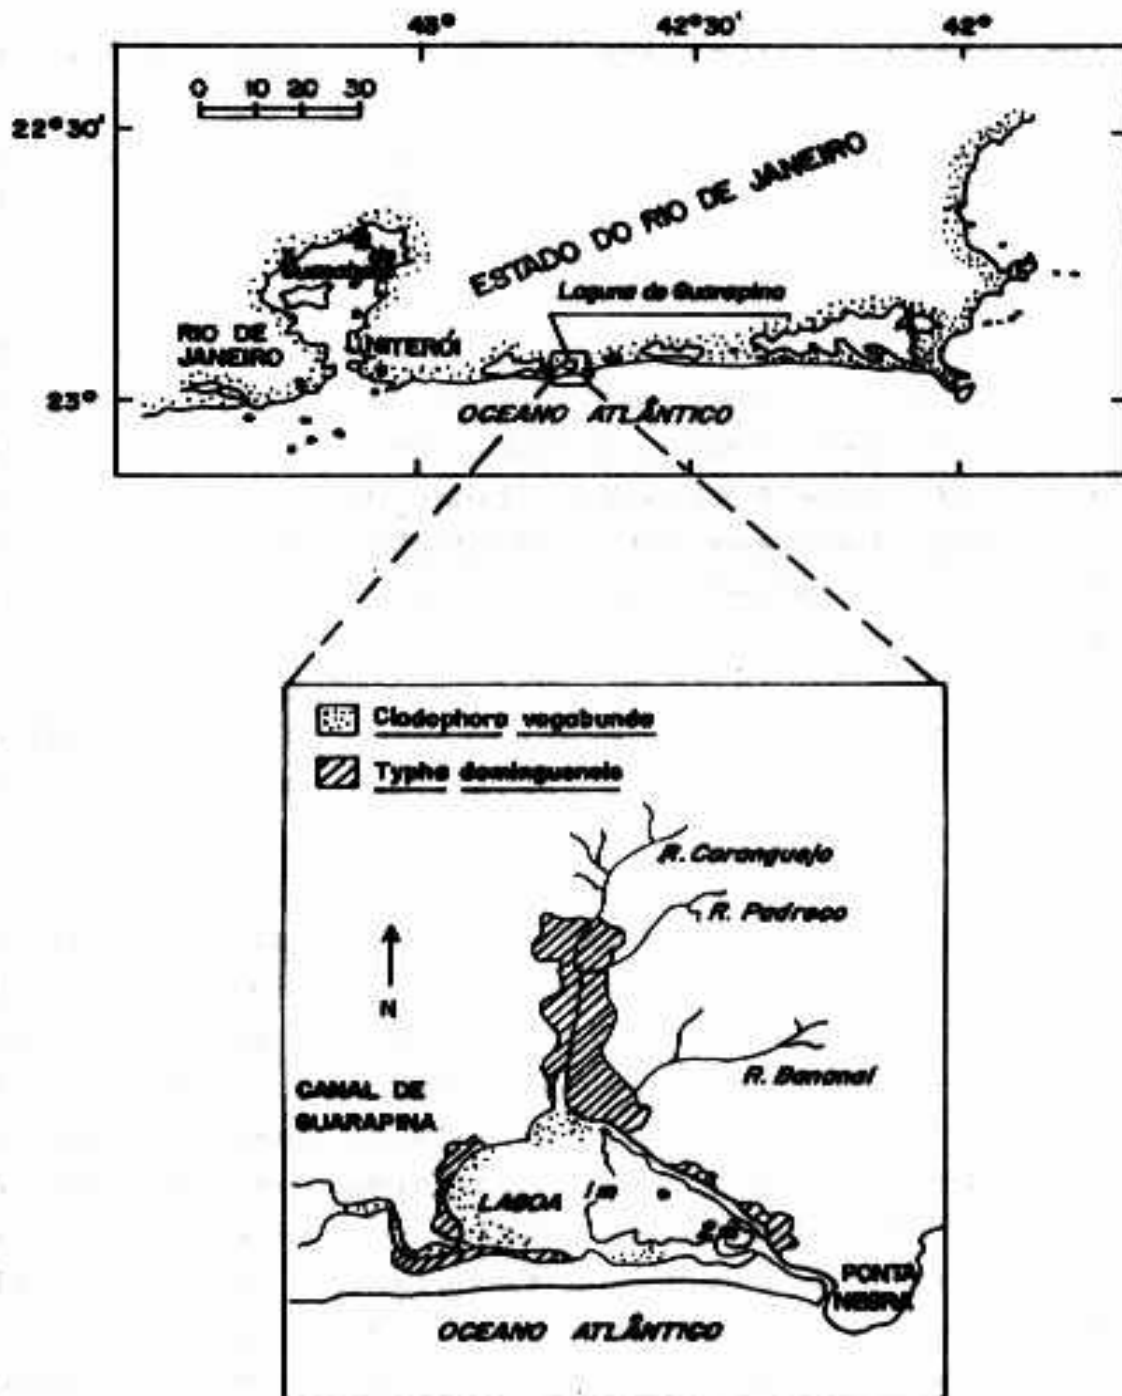 43° 42°30' 42°
0 10 20 30
22°30'
ESTADO DO RIO DE JANEIRO
Laguna de Guarapina
RIO DE
JANEIRO
NITERÓI
23°
OCEANO ATLÂNTICO
Cladophora vagabunda
Typha dominguensis
R. Caranguejo
R. Padreco
N
R. Bananal
CANAL DE
GUARAPINA
1m
LAGOA
PONTA
NEGRA
OCEANO ATLÂNTICO